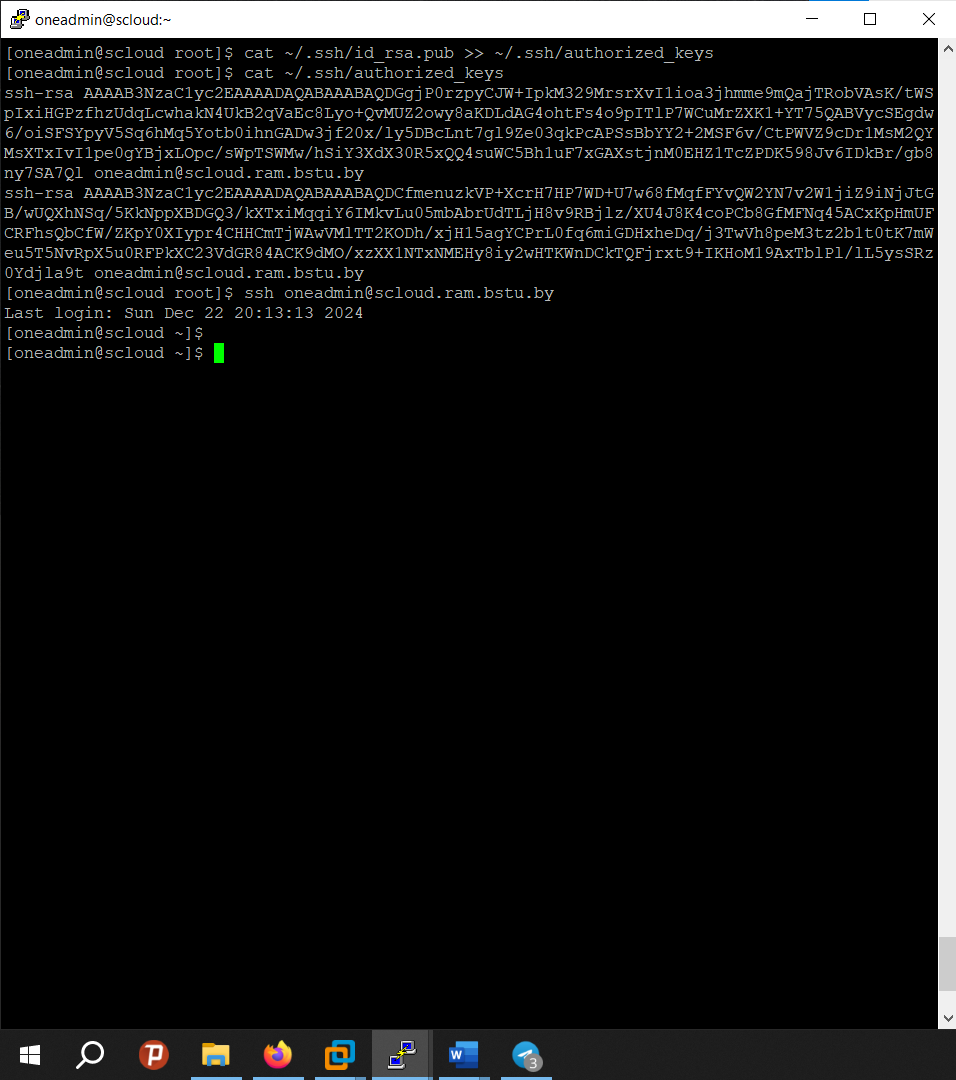 oneadmin@scloud:~
[oneadmin@scloud root]$ cat ~/.ssh/id_rsa.pub >> ~/.ssh/authorized_keys
[oneadmin@scloud root]$ cat ~/.ssh/authorized_keys
ssh-rsa AAAAB3NzaC1yc2EAAAADAQABAAABAQDGgjP0rzpyCJW+IpkM329MrsrXvI1ioa3jhmme9mQajTRobVAsK/tWS
pIxiHGPzfhzUdqLcwhakN4UkB2qVaEc8Lyo+QvMUZ2owy8aKDLdAG4ohtFs4o9pITlP7WCuMrZXK1+YT75QABVycSEgdw
6/oiSFSYpyV5Sq6hMq5Yotb0ihnGADw3jf20x/ly5DBcLnt7gl9Ze03qkPcAPSsBbYY2+2MSF6v/CtPWVZ9cDr1MsM2QY
MsXTxIvI1pe0gYBjxLOpc/sWpTSWMw/hSiY3XdX30R5xQQ4suWC5Bh1uF7xGAXstjnM0EHZ1TcZPDK598Jv6IDkBr/gb8
ny7SA7Ql oneadmin@scloud.ram.bstu.by
ssh-rsa AAAAB3NzaC1yc2EAAAADAQABAAABAQDCfmenuzkVP+XcrH7HP7WD+U7w68fMqfFYvQW2YN7v2W1jiZ9iNjJtG
B/wUQXhNSq/5KkNppXBDGQ3/kXTxiMqqiY6IMkvLu05mbAbrUdTLjH8v9RBjlz/XU4J8K4coPCb8GfMFNq45ACxKpHmUF
CRFhsQbCfW/ZKpY0XIypr4CHHCmTjWAwVMlTT2KODh/xjH15agYCPrL0fq6miGDHxheDq/j3TwVh8peM3tz2b1t0tK7mW
eu5T5NvRpX5u0RFPkXC23VdGR84ACK9dMO/xzXX1NTxNMEHy8iy2wHTKWnDCkTQFjrxt9+IKHoM19AxTblPl/lL5ysSRz
0Ydjla9t oneadmin@scloud.ram.bstu.by
[oneadmin@scloud root]$ ssh oneadmin@scloud.ram.bstu.by
Last login: Sun Dec 22 20:13:13 2024
[oneadmin@scloud ~]$
[oneadmin@scloud ~]$
3